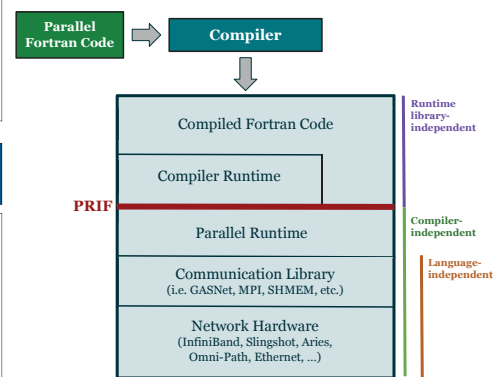 Parallel
Fortran Code
Compiler
Compiled Fortran Code
Runtime
library-
independent
Compiler Runtime
PRIF
Parallel Runtime
Compiler-
independent
Communication Library
(i.e. GASNet, MPI, SHMEM, etc.)
Language-
independent
Network Hardware
(InfiniBand, Slingshot, Aries,
Omni-Path, Ethernet, ...)